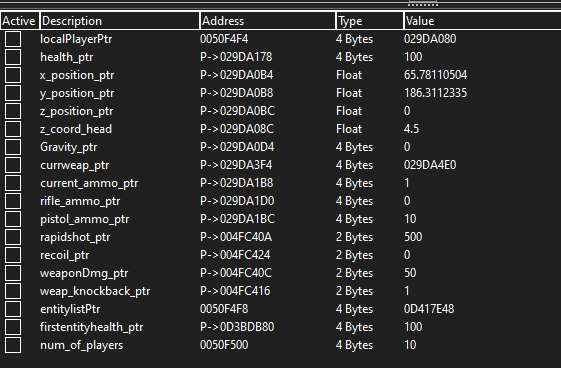 Active Description Address Type Value
localPlayerPtr 0050F4F4 4 Bytes 029DA080
health_ptr P->029DA178 4 Bytes 100
x_position_ptr P->029DA0B4 Float 65.78110504
y_position_ptr P->029DA0B8 Float 186.3112335
z_position_ptr P->029DA0BC Float 0
z_coord_head P->029DA08C Float 4.5
Gravity_ptr P->029DA0D4 4 Bytes 0
currweap_ptr P->029DA3F4 4 Bytes 029DA4E0
current_ammo_ptr P->029DA1B8 4 Bytes 1
rifle_ammo_ptr P->029DA1D0 4 Bytes 0
pistol_ammo_ptr P->029DA1BC 4 Bytes 10
rapidshot_ptr P->004FC40A 2 Bytes 500
recoil_ptr P->004FC424 2 Bytes 0
weaponDmg_ptr P->004FC40C 2 Bytes 50
weap_knockback_ptr P->004FC416 2 Bytes 1
entitylistPtr 0050F4F8 4 Bytes 0D417E48
firstentityhealth_ptr P->0D3BDB80 4 Bytes 100
num_of_players 0050F500 4 Bytes 10